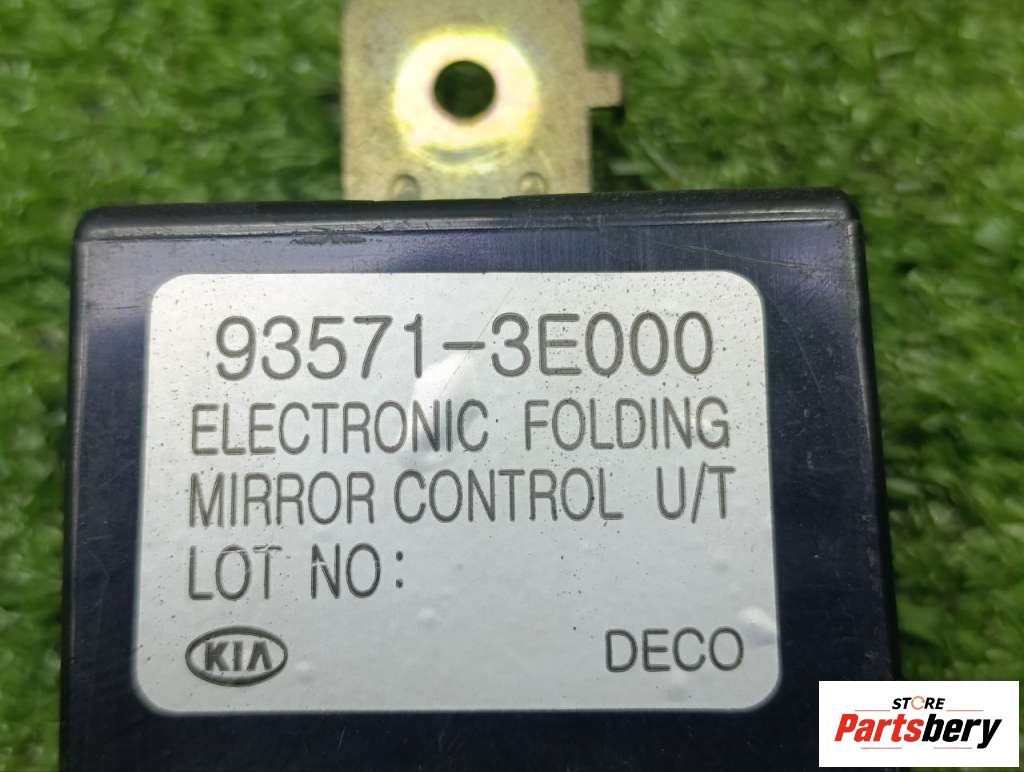 93571-3E000
ELECTRONIC FOLDING
MIRROR CONTROL U/T
LOT NO:
KIA DECO
STORE
Partsbery